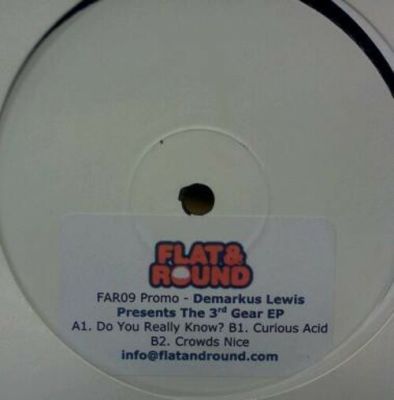 FLAT&
ROUND
FAR09 Promo - Demarkus Lewis
Presents The 3rd Gear EP
A1. Do You Really Know? B1. Curious Acid
B2. Crowds Nice
info@flatandround.com